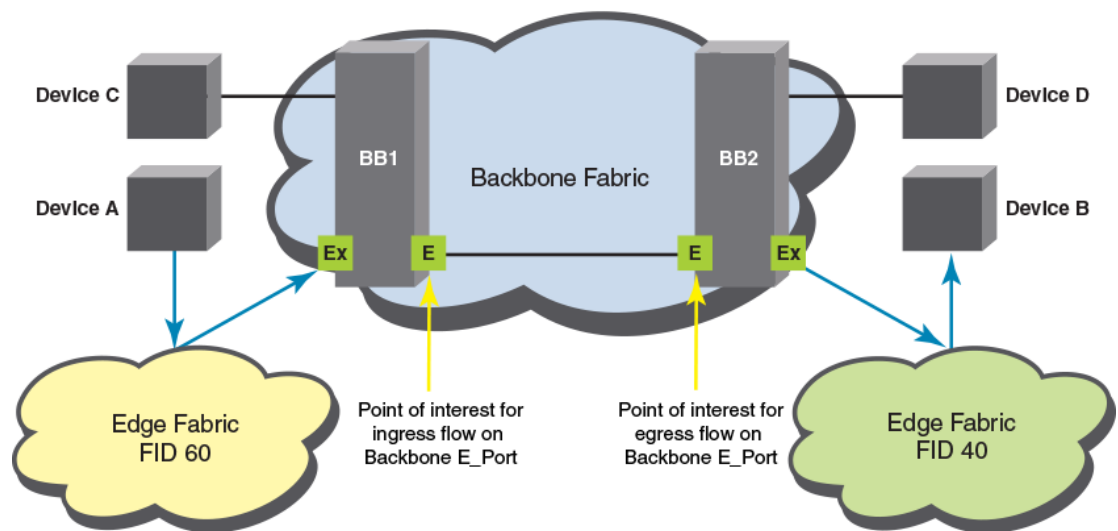 Device C
Device D
BB1
BB2
Backbone Fabric
Device A
Device B
Ex
E
E
Ex
Edge Fabric
FID 60
Point of interest for
ingress flow on
Backbone E_Port
Point of interest for
egress flow on
Backbone E_Port
Edge Fabric
FID 40